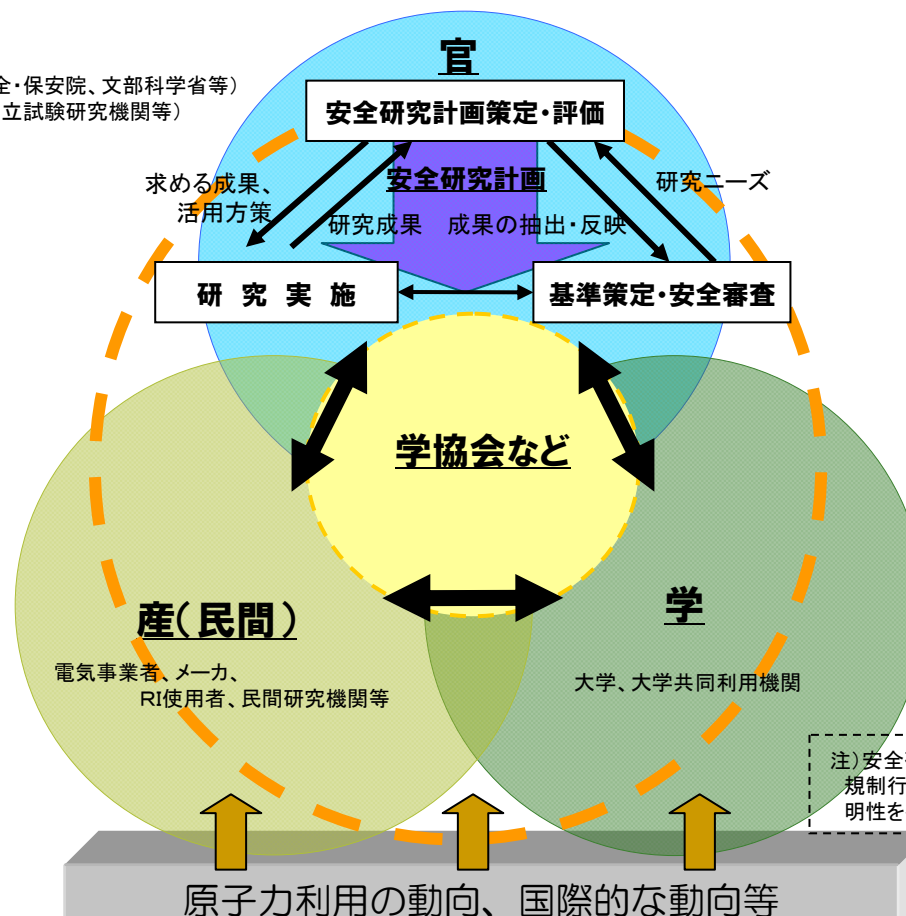 官
全・保安院、文部科学省等）
立試験研究機関等）
安全研究計画策定・評価
求める成果、
活用方策
安全研究計画
研究ニーズ
研究成果　成果の抽出・反映
研 究 実 施
基準策定・安全審査
学協会など
産（民間）
電気事業者、メーカ、
RI使用者、民間研究機関等
学
大学、大学共同利用機関
注）安全
規制行
明性を
原子力利用の動向、国際的な動向等